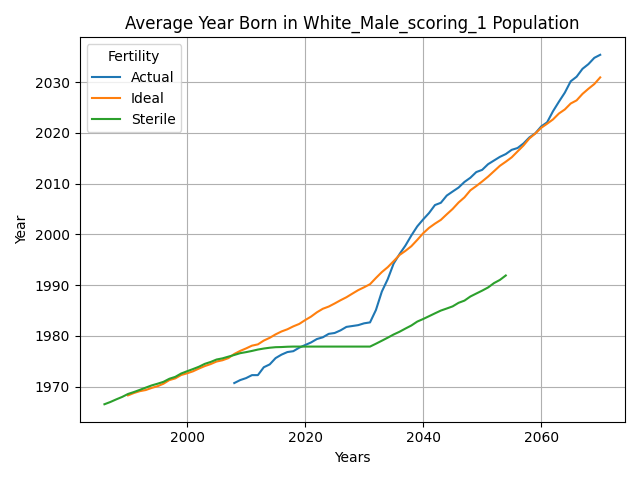 Average Year Born in White_Male_scoring_1 Population
Fertility
Actual
Ideal
Sterile
2030
2020
2010
2000
1990
1980
1970
Year
2000
2020
2040
2060
Years